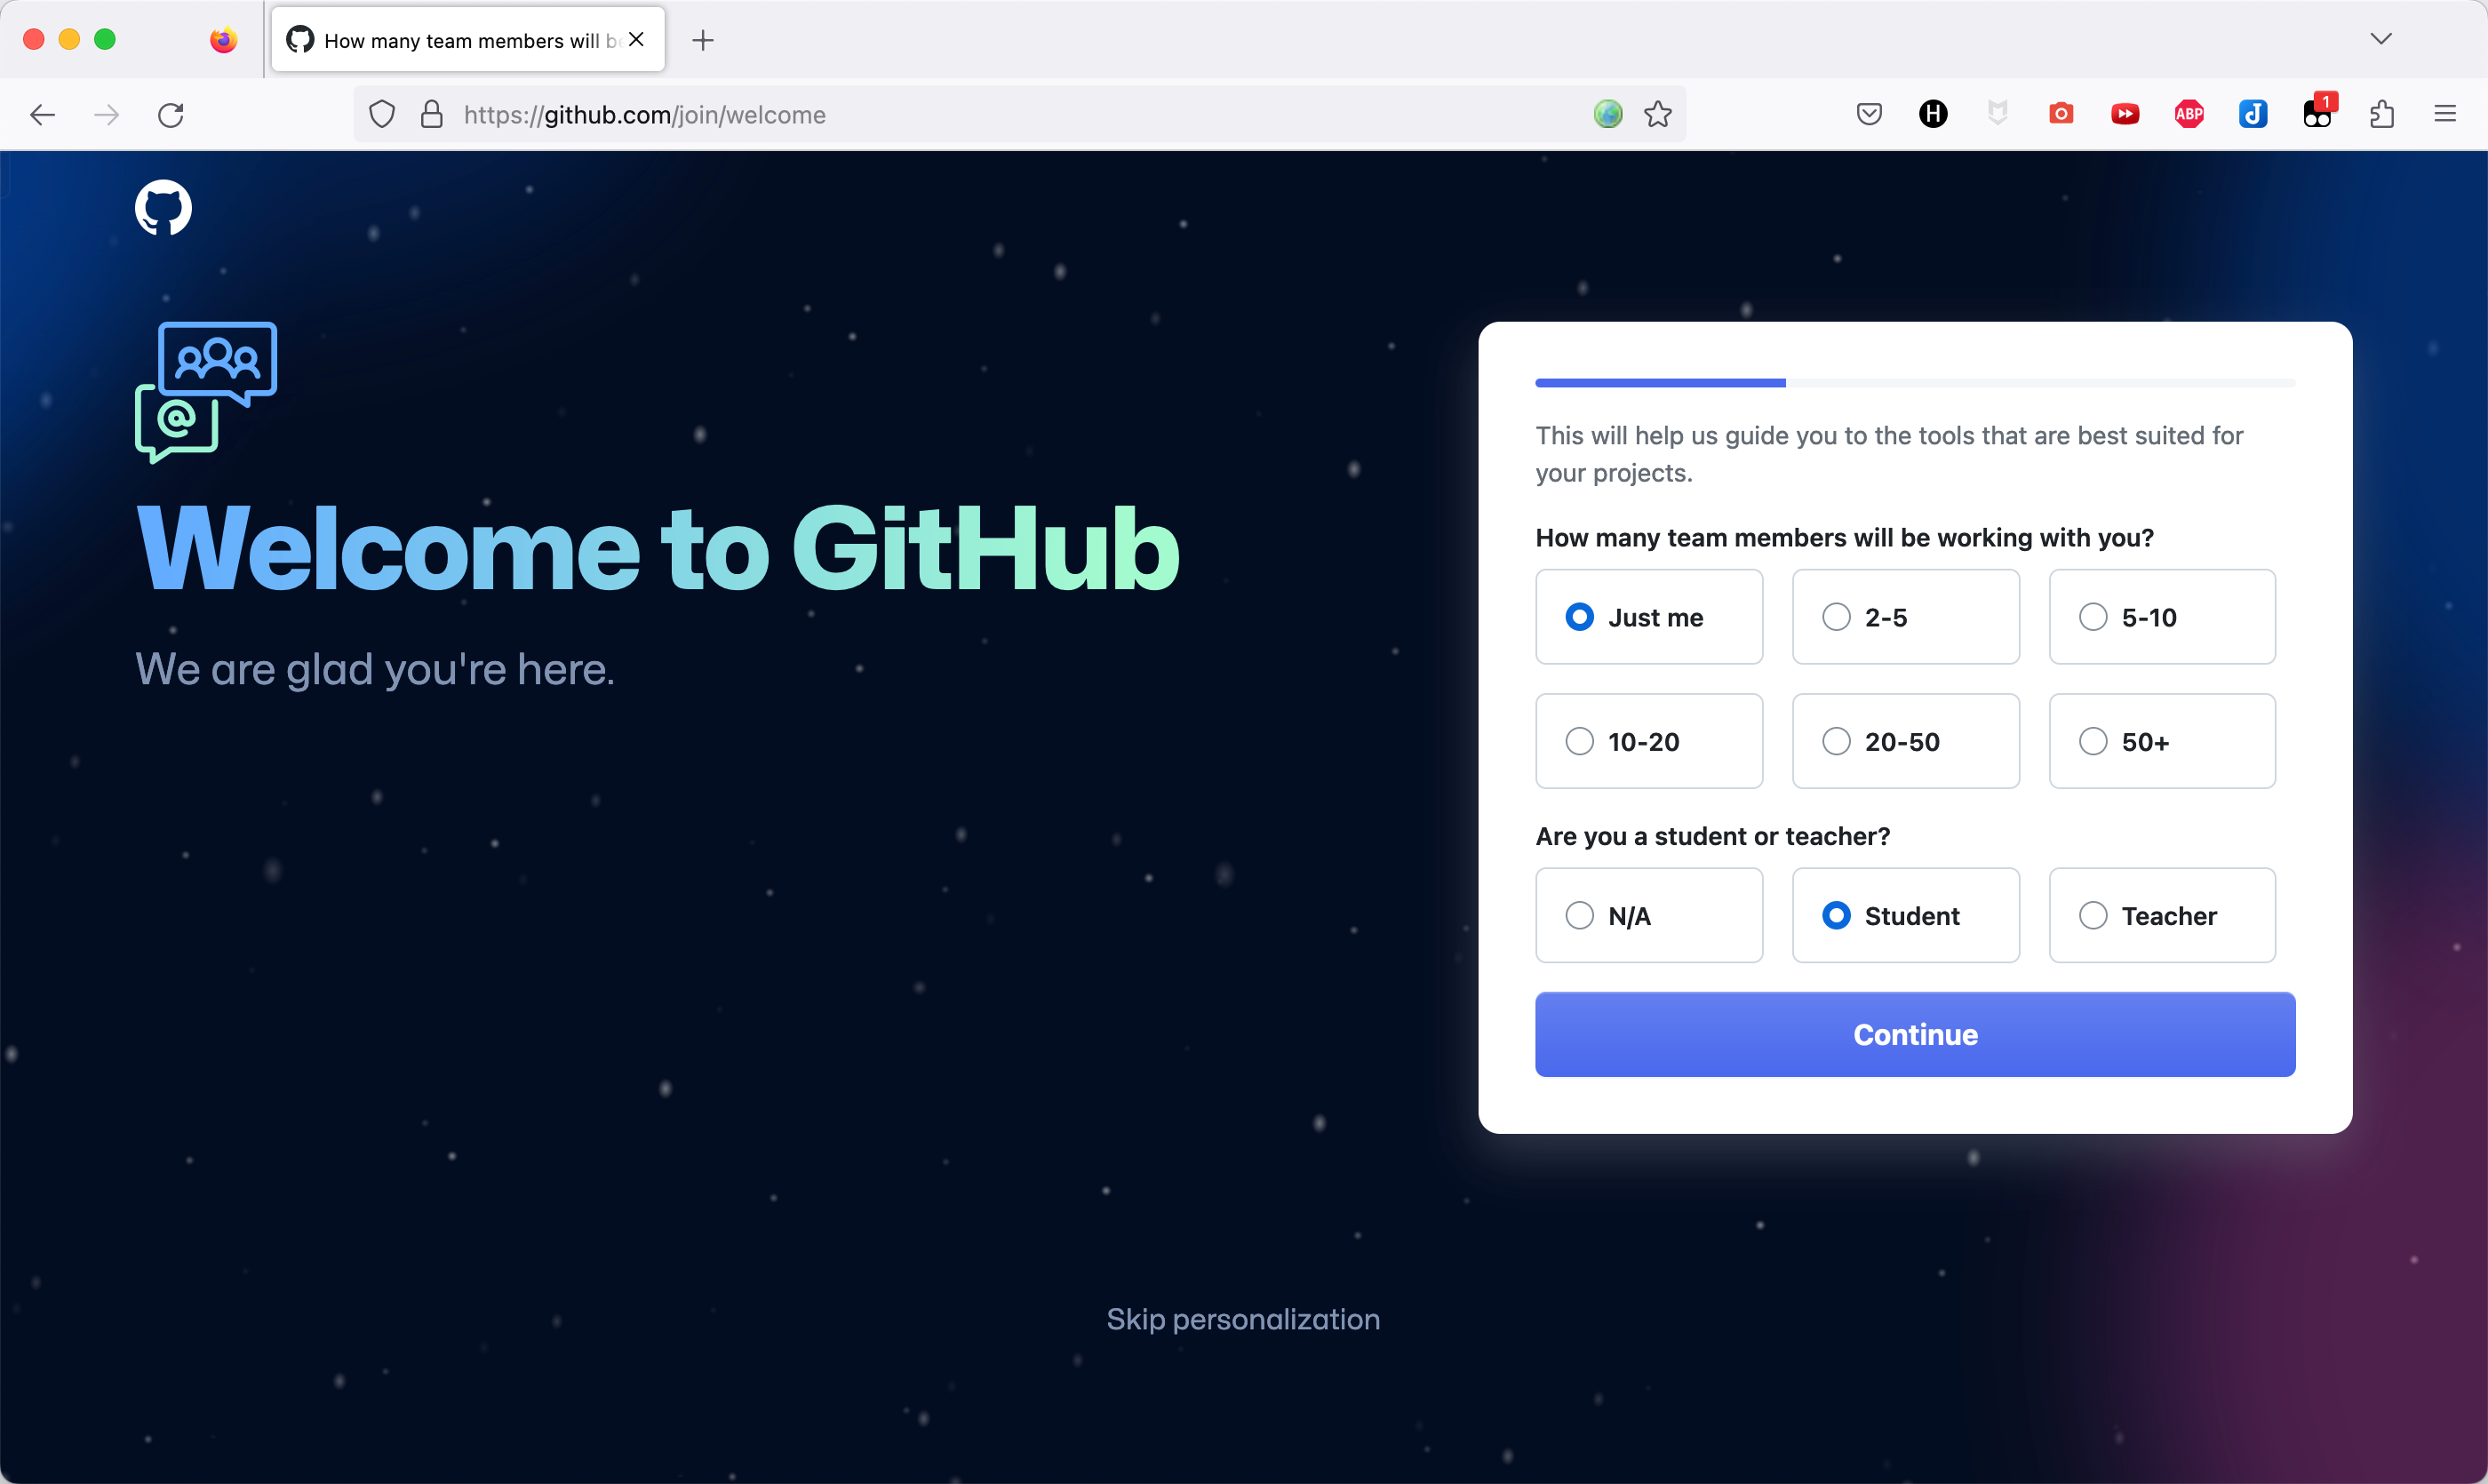 How many team members will be
https://github.com/join/welcome
ABP
1
Welcome to GitHub
We are glad you're here.
This will help us guide you to the tools that are best suited for
your projects.
How many team members will be working with you?
Just me
2-5
5-10
10-20
20-50
50+
Are you a student or teacher?
N/A
Student
Teacher
Continue
Skip personalization